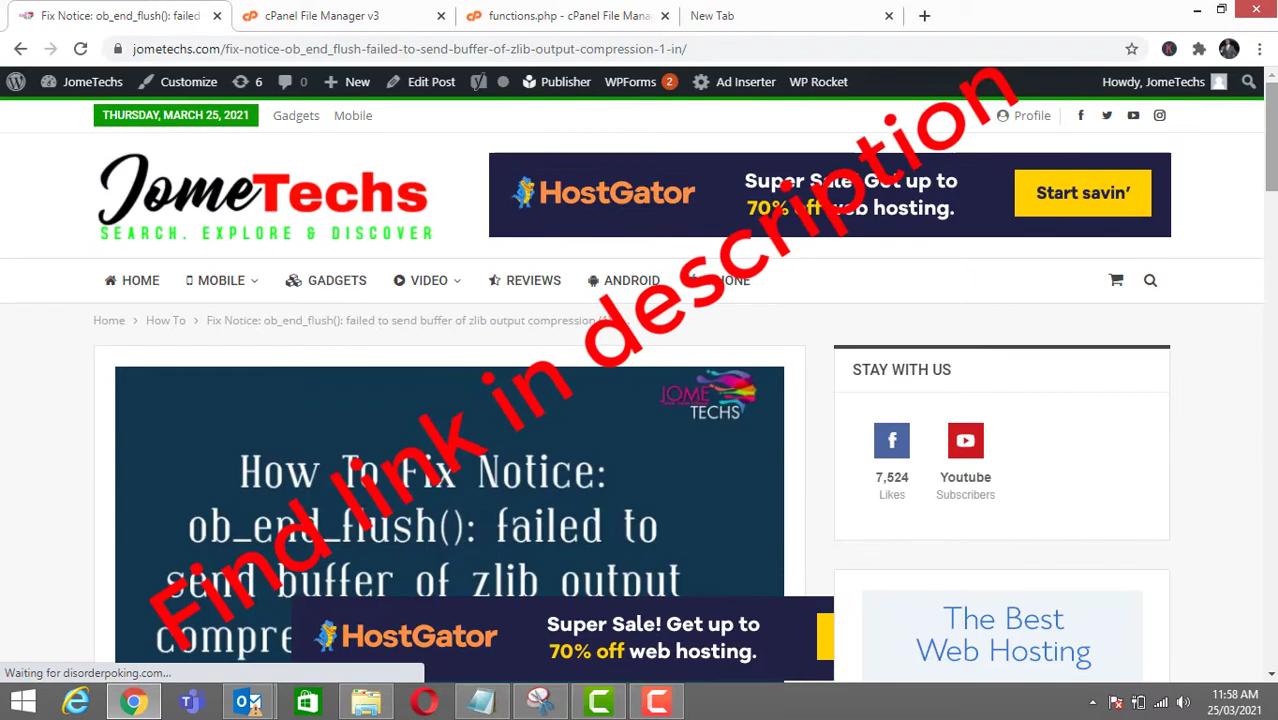 Fix Notice: ob_end_flush(): failed
cPanel File Manager v3
functions.php - cPanel File Mana
New Tab
jometechs.com/fix-notice-ob_end_flush-failed-to-send-buffer-of-zlib-output-compression-1-in/
JomeTechs
Customize
6
0
New
Edit Post
Publisher
WPForms 2
Ad Inserter
WP Rocket
Howdy, JomeTechs
THURSDAY, MARCH 25, 2021
Gadgets
Mobile
Profile
JomeTechs
SEARCH. EXPLORE & DISCOVER
HostGator
Super Sale! Get up to
70% off web hosting.
Start savin'
HOME
MOBILE
GADGETS
VIDEO
REVIEWS
ANDROID
Home > How To > Fix Notice: ob_end_flush(): failed to send buffer of zlib output compression
Find link in description
STAY WITH US
JOME
TECHS
How To Fix Notice:
ob_end_flush(): failed to
send buffer of zlib output
compre
7,524
Likes
Youtube
Subscribers
HostGator
Super Sale! Get up to
70% off web hosting.
The Best
Web Hosting
Waiting for disorderpoking.com...
11:58 AM
25/03/2021